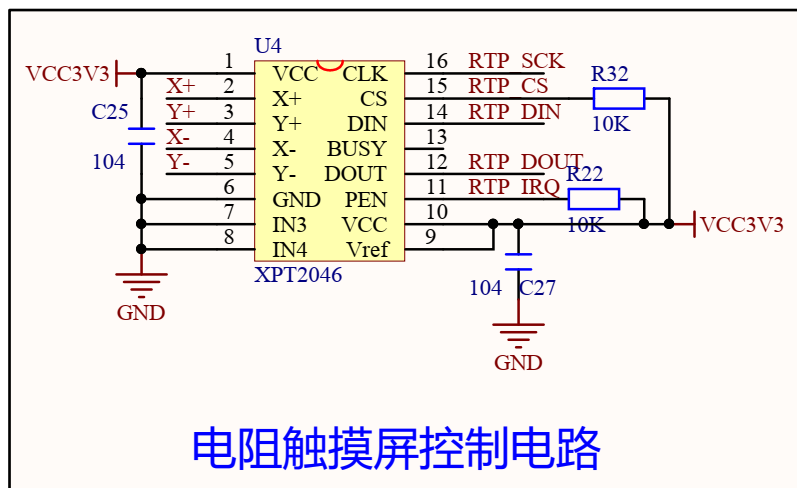 U4
VCC3V3
1 VCC CLK 16 RTP_SCK
X+ 2 X+ CS 15 RTP_CS R32
Y+ 3 Y+ DIN 14 RTP_DIN 10K
C25
X- 4 X- BUSY 13
104
Y- 5 Y- DOUT 12 RTP_DOUT R22
6 GND PEN 11 RTP_IRQ 10K
7 IN3 VCC 10 VCC3V3
8 IN4 Vref 9
XPT2046
104 C27
GND
GND
电阻触摸屏控制电路